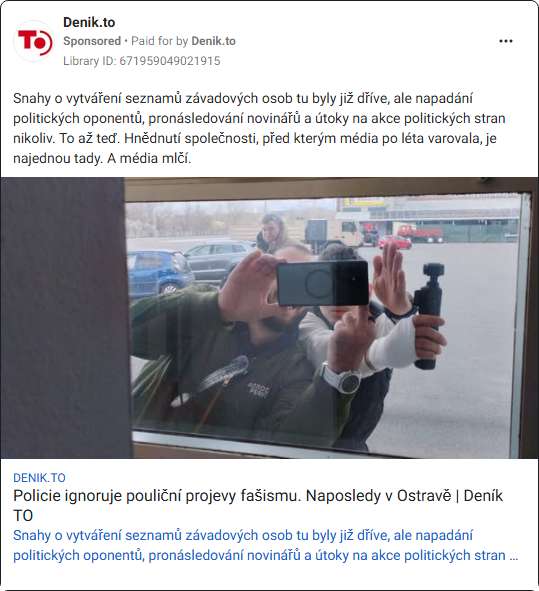 TO
Denik.to
Sponsored • Paid for by Denik.to
Library ID: 671959049021915
Snahy o vytváření seznamů závadových osob tu byly již dříve, ale napadání
politických oponentů, pronásledování novinářů a útoky na akce politických stran
nikoliv. To až teď. Hnědnutí společnosti, před kterým média po léta varovala, je
najednou tady. A média mlčí.
DENIK.TO
Policie ignoruje pouliční projevy fašismu. Naposledy v Ostravě | Deník
TO
Snahy o vytváření seznamů závadových osob tu byly již dříve, ale napadání
politických oponentů, pronásledování novinářů a útoky na akce politických stran ...